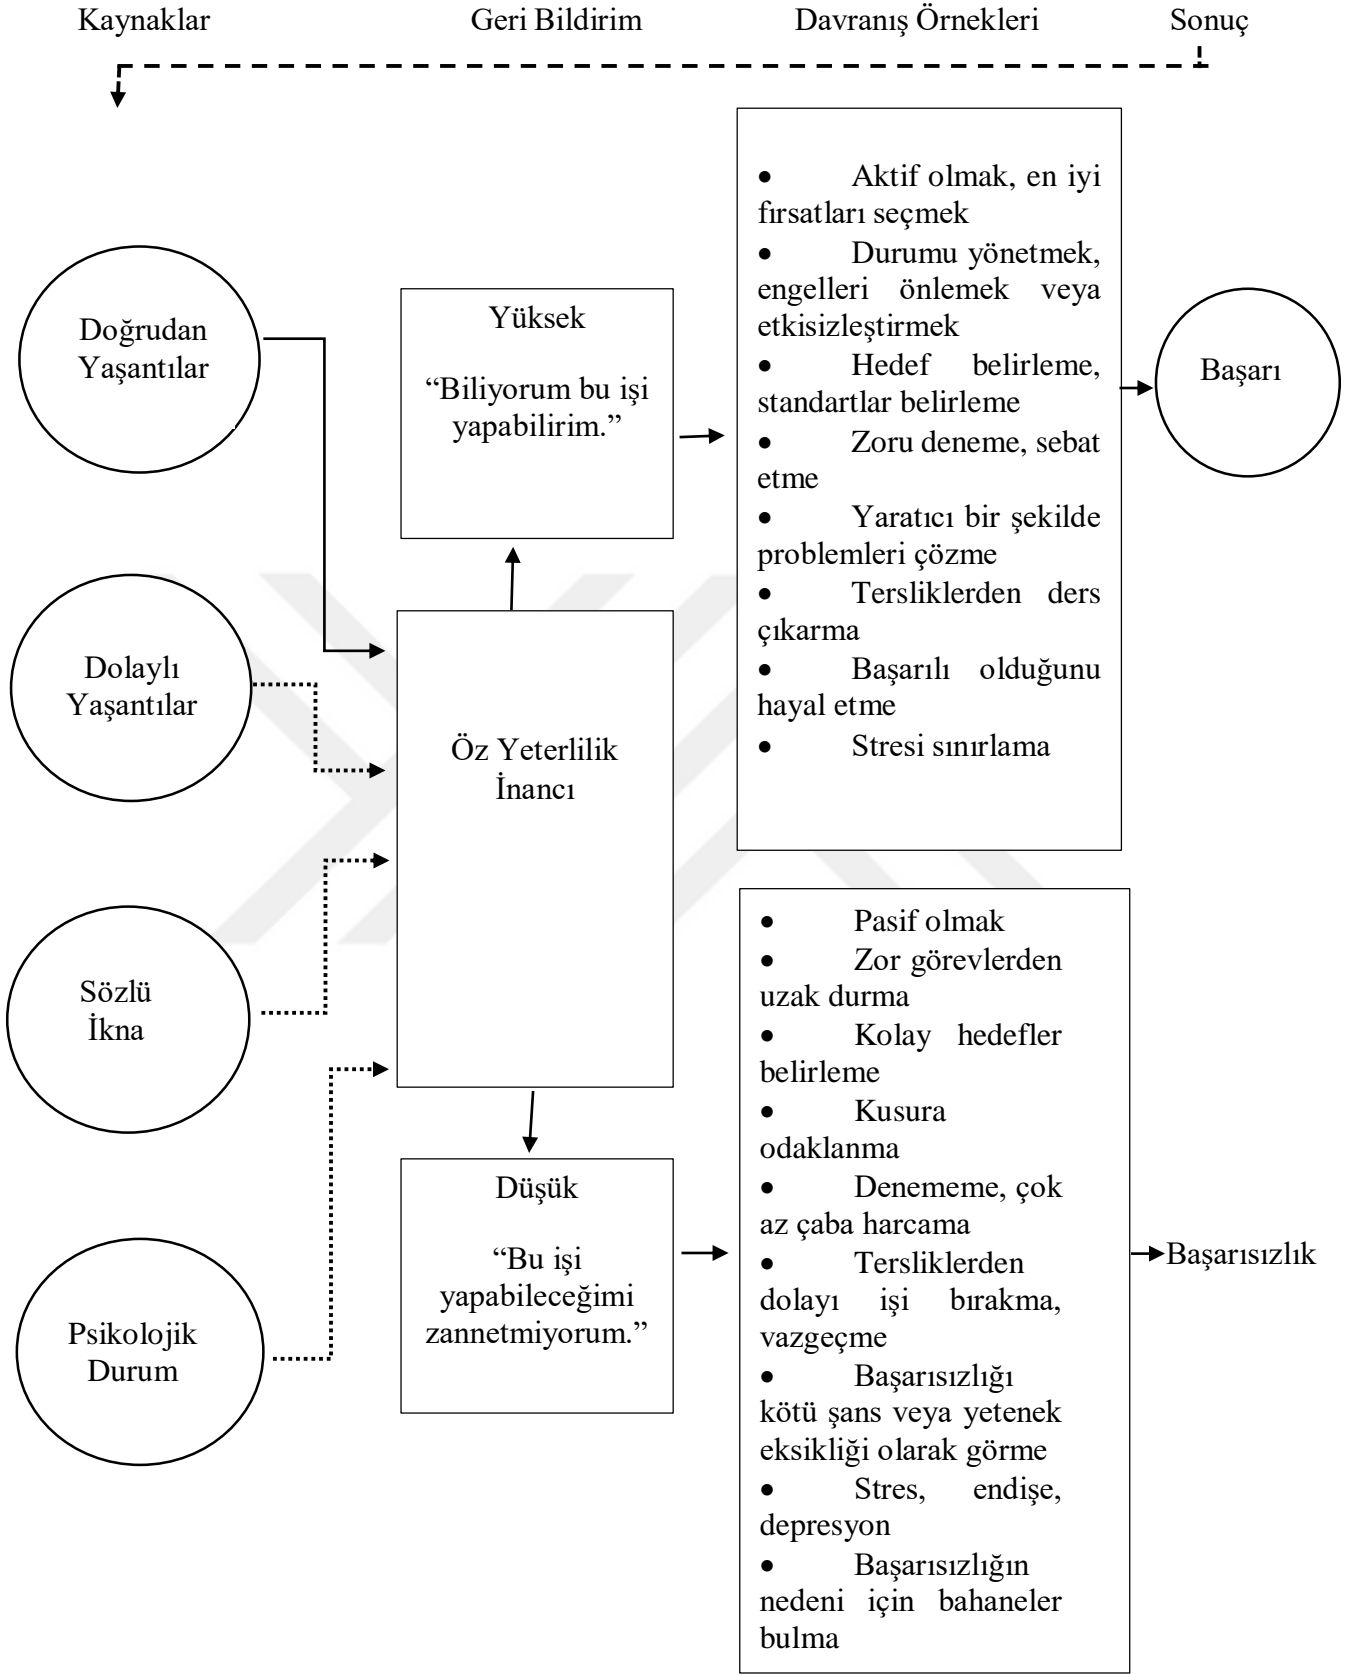 Kaynaklar
Geri Bildirim
Davranış Örnekleri
Sonuç
Doğrudan
Yaşantılar
Dolaylı
Yaşantılar
Sözlü
İkna
Psikolojik
Durum
Yüksek
“Biliyorum bu işi
yapabilirim.”
Öz Yeterlilik
İnancı
Düşük
“Bu işi
yapabileceğimi
zannetmiyorum.”
• Aktif olmak, en iyi
fırsatları seçmek
• Durumu yönetmek,
engelleri önlemek veya
etkisizleştirmek
• Hedef belirleme,
standartlar belirleme
• Zoru deneme, sebat
etme
• Yaratıcı bir şekilde
problemleri çözme
• Tersliklerden ders
çıkarma
• Başarılı olduğunu
hayal etme
• Stresi sınırlama
• Pasif olmak
• Zor görevlerden
uzak durma
• Kolay hedefler
belirleme
• Kusura
odaklanma
• Denememe, çok
az çaba harcama
• Tersliklerden
dolayı işi bırakma,
vazgeçme
• Başarısızlığı
kötü şans veya yetenek
eksikliği olarak görme
• Stres, endişe,
depresyon
• Başarısızlığın
nedeni için bahaneler
bulma
Başarı
Başarısızlık